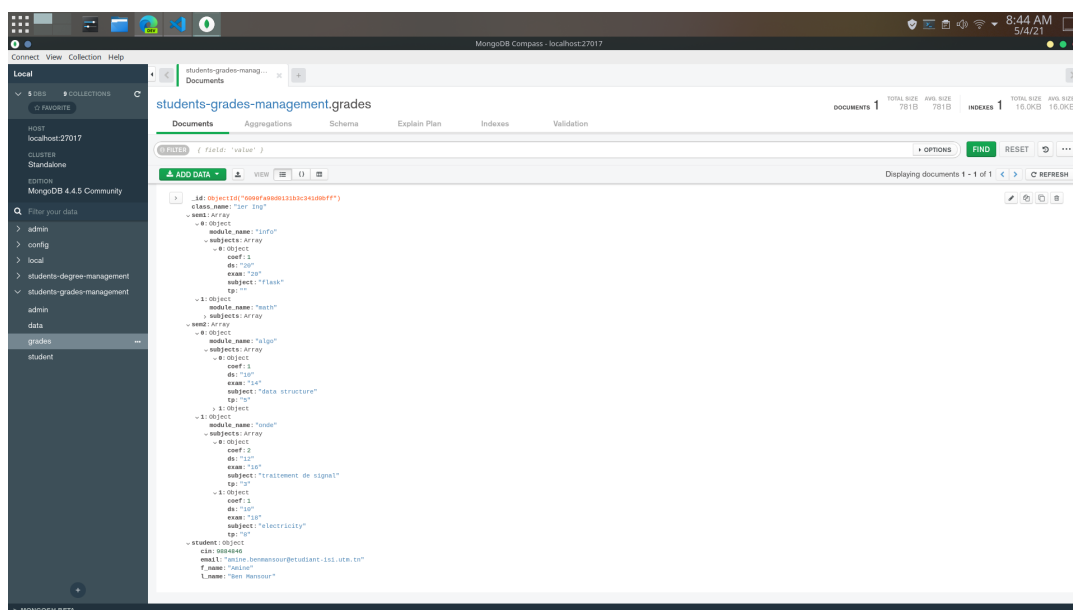 8:44 AM
5/4/21
MongoDB Compass - localhost:27017
Connect View Collection Help
Local
5 DBS 9 COLLECTIONS
FAVORITE
HOST
localhost:27017
CLUSTER
Standalone
EDITION
MongoDB 4.4.5 Community
Filter your data
admin
config
local
students-degree-management
students-grades-management
admin
data
grades
student
students-grades-manag...
Documents
students-grades-management.grades
DOCUMENTS 1 TOTAL SIZE 781B AVG. SIZE 781B INDEXES 1 TOTAL SIZE 16.0KB AVG. SIZE 16.0KB
Documents Aggregations Schema Explain Plan Indexes Validation
FILTER { field: 'value' } OPTIONS FIND RESET
ADD DATA VIEW {} Displaying documents 1 - 1 of 1 REFRESH
class_name: "1er Ing"
sem1: Array
0: Object
module_name: "info"
subjects: Array
0: Object
coef: 1
ds: "20"
exam: "20"
subject: "flask"
tp: ""
1: Object
module_name: "math"
subjects: Array
sem2: Array
0: Object
module_name: "algo"
subjects: Array
0: Object
coef: 1
ds: "10"
exam: "14"
subject: "data structure"
tp: "5"
1: Object
1: Object
module_name: "onde"
subjects: Array
0: Object
coef: 2
ds: "12"
exam: "16"
subject: "traitement de signal"
tp: "3"
1: Object
coef: 1
ds: "10"
exam: "18"
subject: "electricity"
tp: "8"
student: Object
cin: 9884846
email: "amine.benmansour@etudiant-isi.utm.tn"
f_name: "Amine"
l_name: "Ben Mansour"
MONGOSH BETA